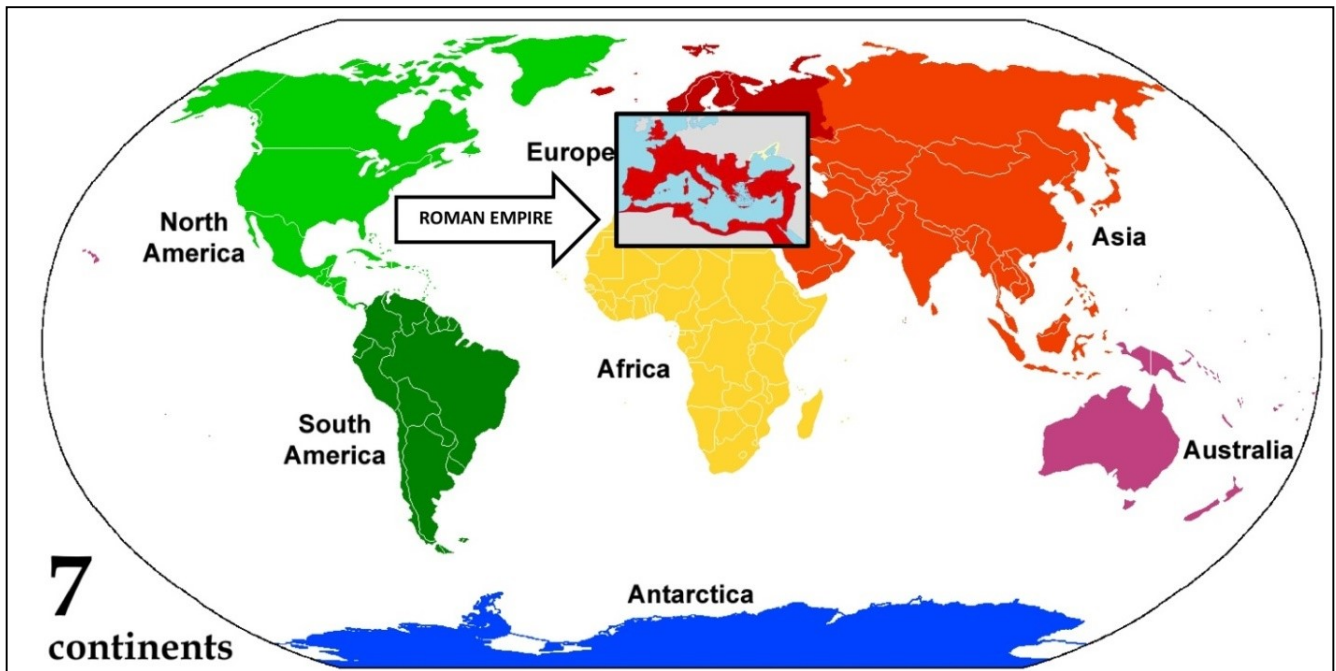 Europe
ROMAN EMPIRE
North
America
Asia
Africa
South
America
Australia
Antarctica
7
continents